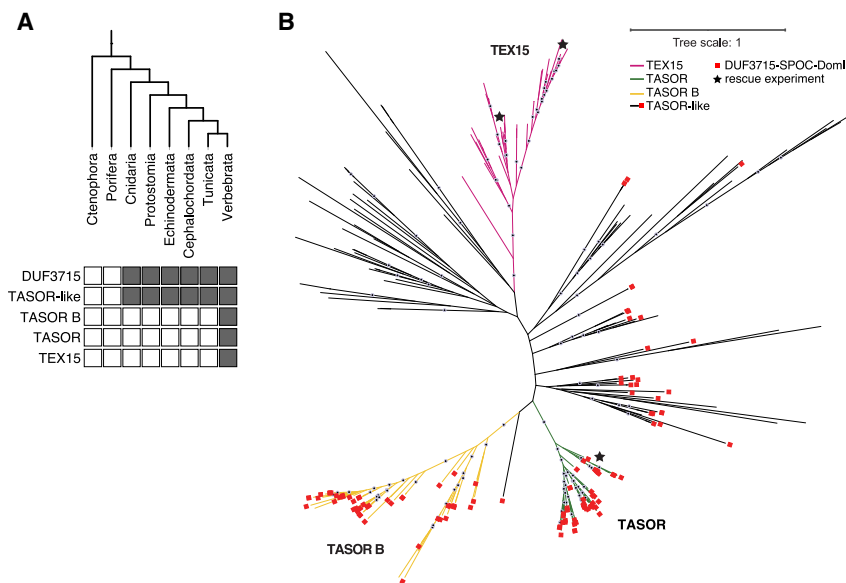 A
Ctenophora
Porifera
Cnidaria
Protostomia
Echinodermata
Cephalochordata
Tunicata
Verbebrata
DUF3715
TASOR-like
TASOR B
TASOR
TEX15
B
TEX15
Tree scale: 1
TEX15
TASOR
TASOR B
TASOR-like
DUF3715-SPOC-DomI
rescue experiment
TASOR B
TASOR